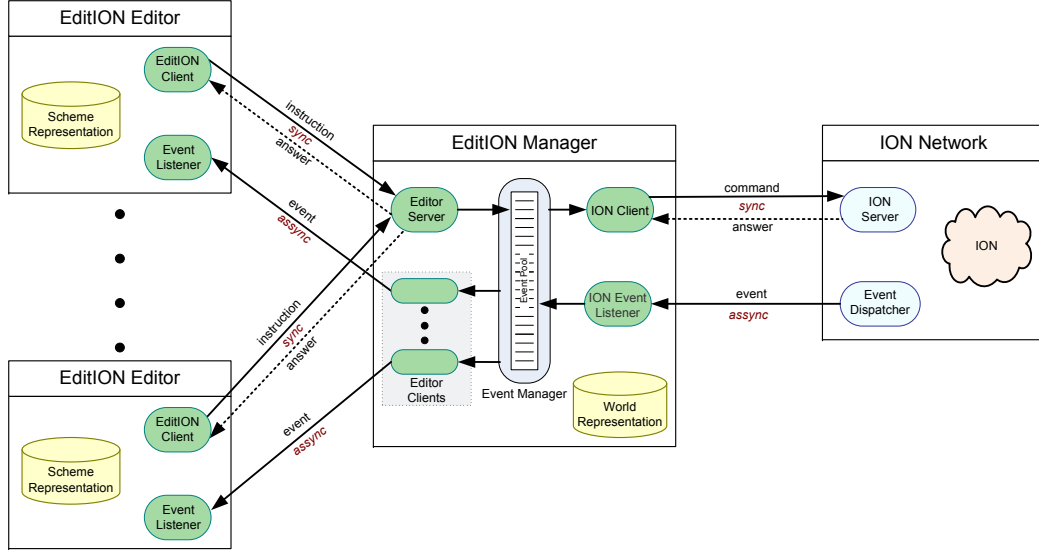 EditION Editor
EditION
Client
Scheme
Representation
Event
Listener
instruction
sync
answer
event
assync
EditION Manager
Editor
Server
Event Pool
ION Client
ION Event
Listener
Editor
Clients
Event Manager
World
Representation
command
sync
answer
event
assync
ION Network
ION
Server
ION
Event
Dispatcher
instruction
sync
answer
event
assync
EditION Editor
EditION
Client
Scheme
Representation
Event
Listener